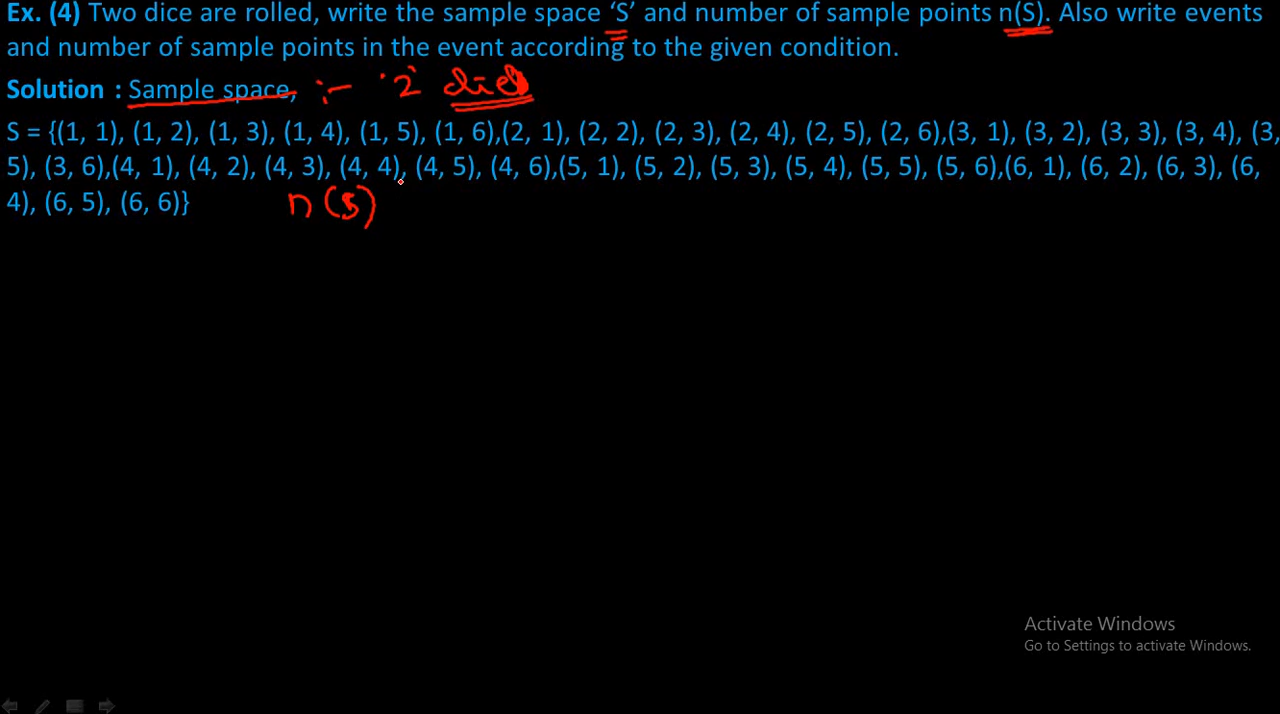 Ex. (4) Two dice are rolled, write the sample space ‘S’ and number of sample points n(S). Also write events
and number of sample points in the event according to the given condition.
Solution : Sample space, :- '2' dice
S = {(1, 1), (1, 2), (1, 3), (1, 4), (1, 5), (1, 6),(2, 1), (2, 2), (2, 3), (2, 4), (2, 5), (2, 6),(3, 1), (3, 2), (3, 3), (3, 4), (3,
5), (3, 6),(4, 1), (4, 2), (4, 3), (4, 4), (4, 5), (4, 6),(5, 1), (5, 2), (5, 3), (5, 4), (5, 5), (5, 6),(6, 1), (6, 2), (6, 3), (6,
4), (6, 5), (6, 6)} n(S)
Activate Windows
Go to Settings to activate Windows.